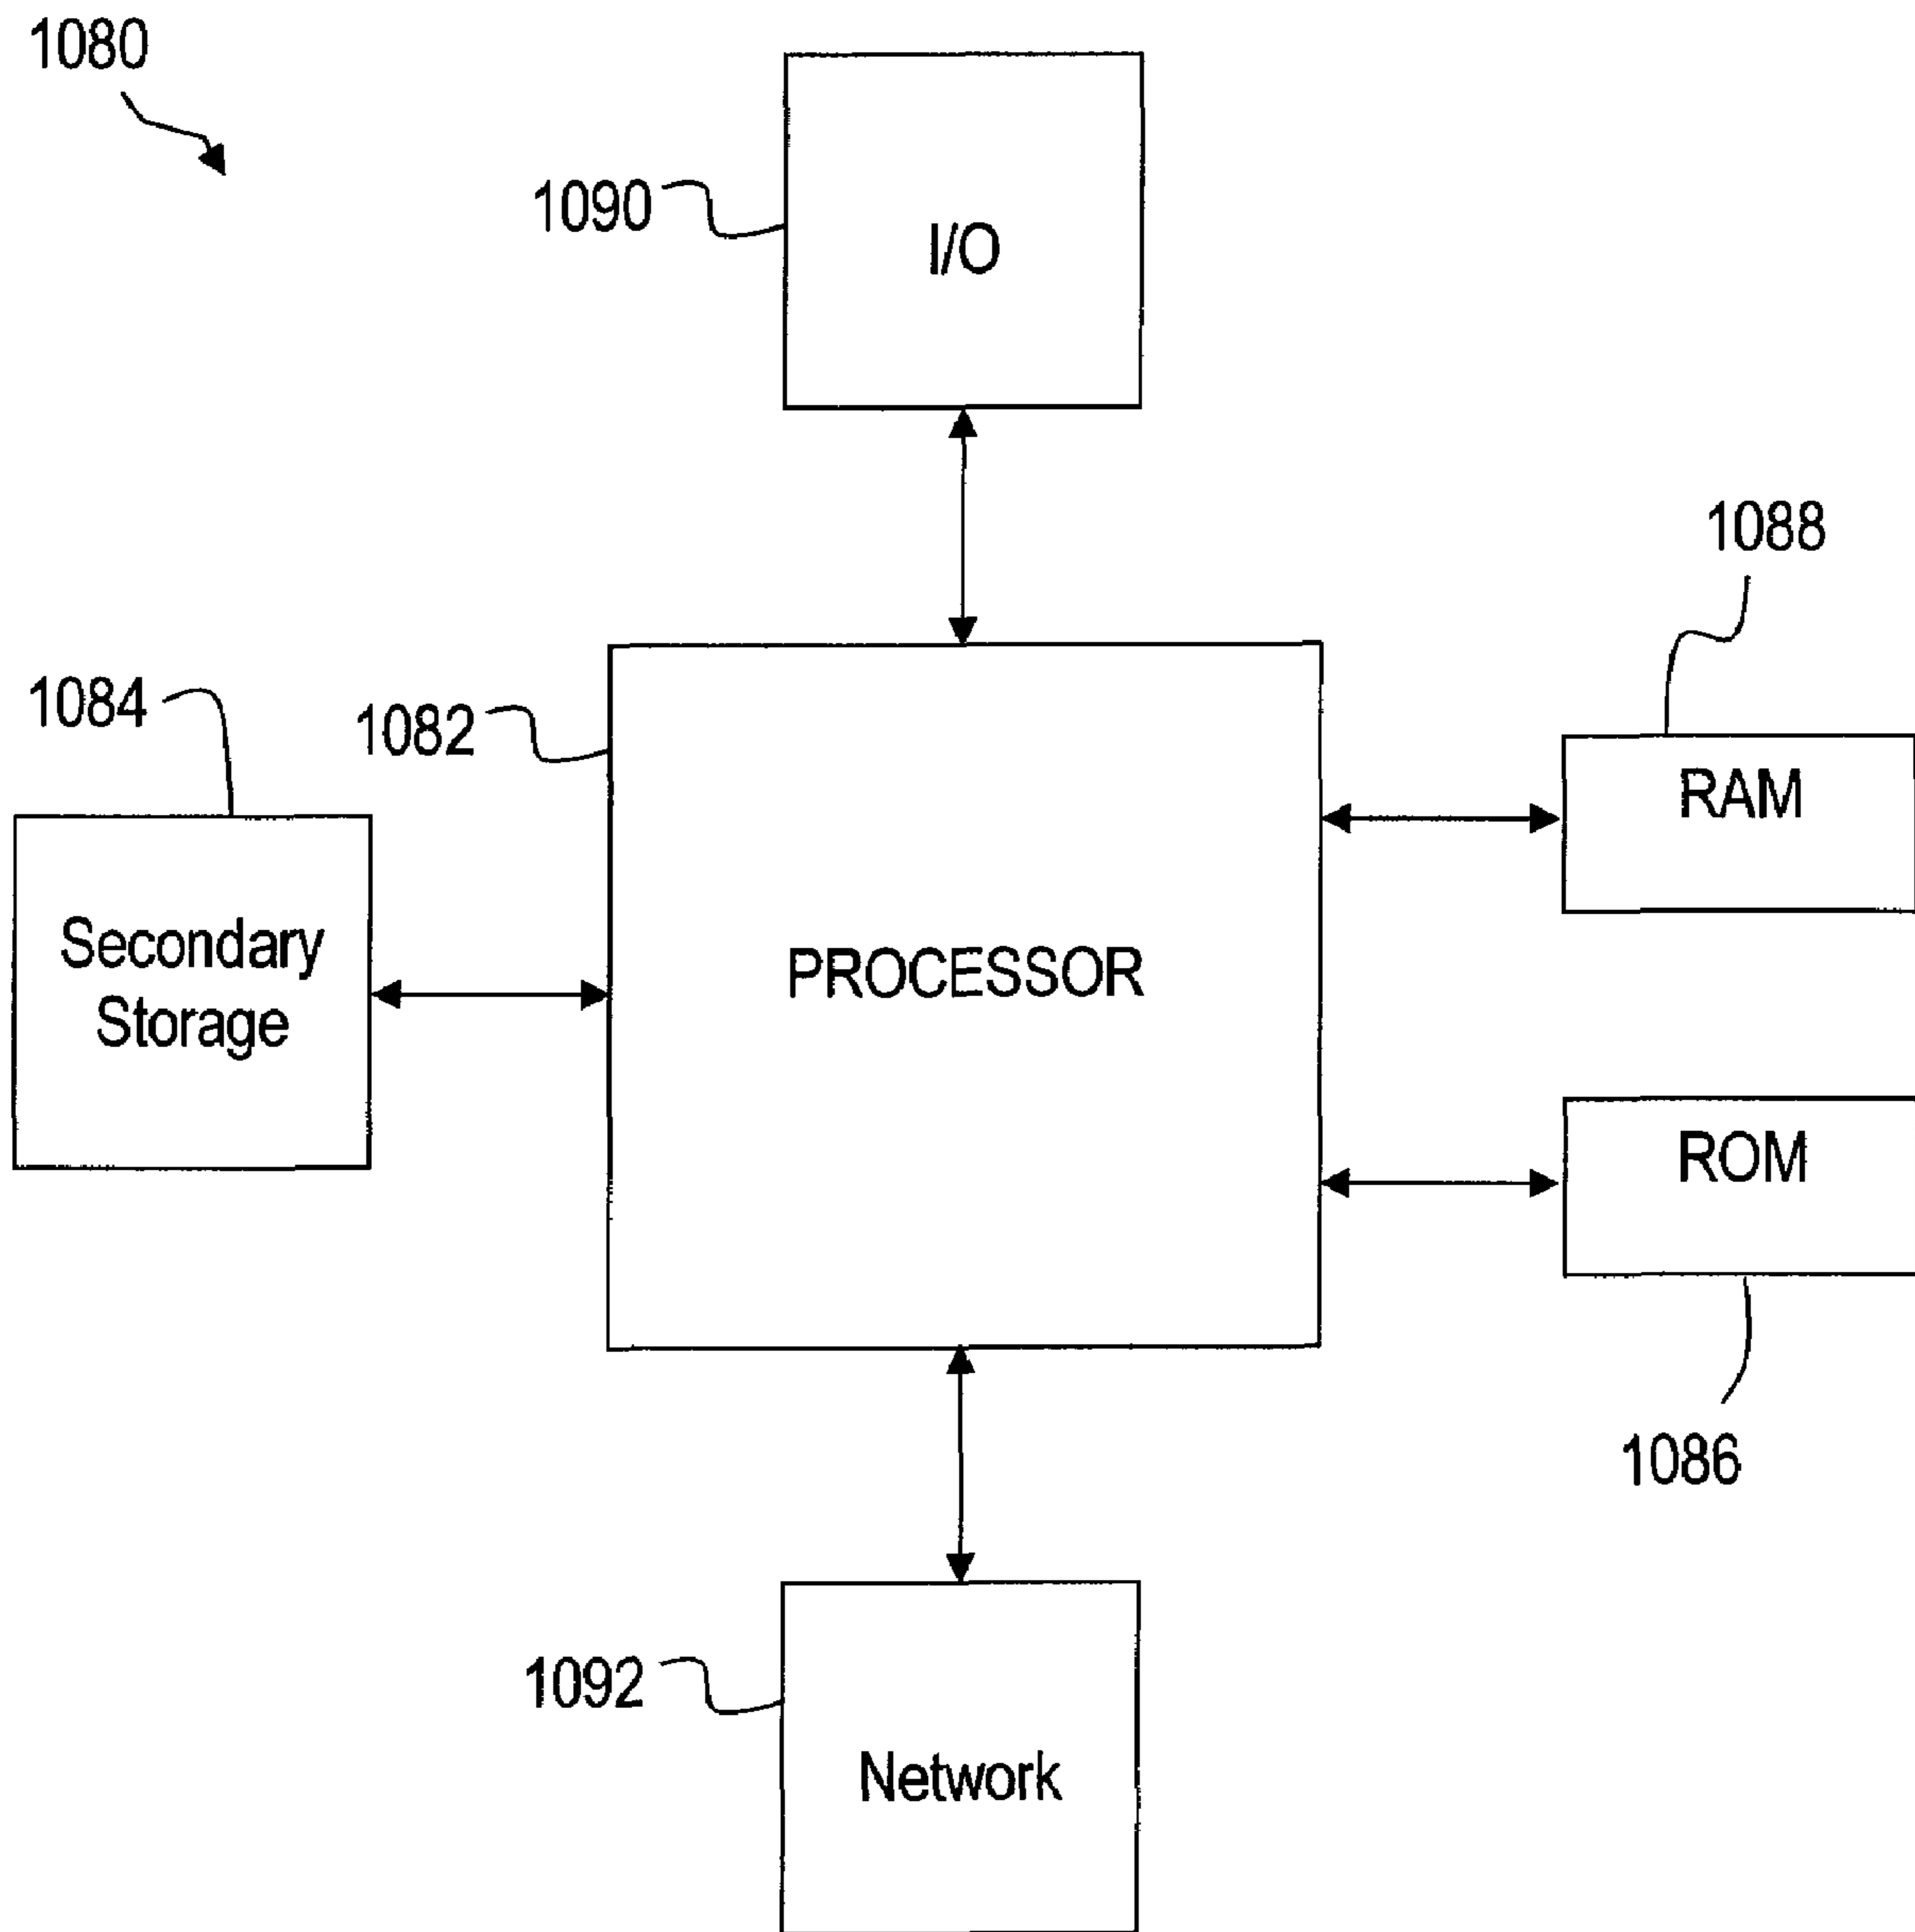 1080
1090
I/O
1088
1084
1082
RAM
Secondary
Storage
PROCESSOR
ROM
1086
1092
Network